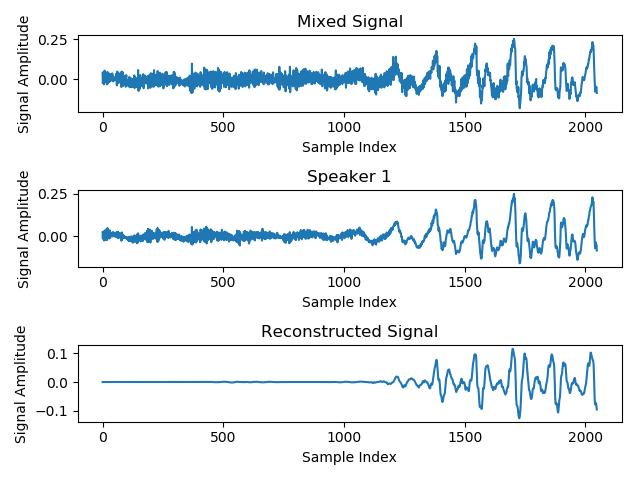 Mixed Signal
Signal Amplitude
0.25
0.00
0 500 1000 1500 2000
Sample Index
Speaker 1
Signal Amplitude
0.25
0.00
0 500 1000 1500 2000
Sample Index
Reconstructed Signal
Signal Amplitude
0.1
0.0
−0.1
0 500 1000 1500 2000
Sample Index